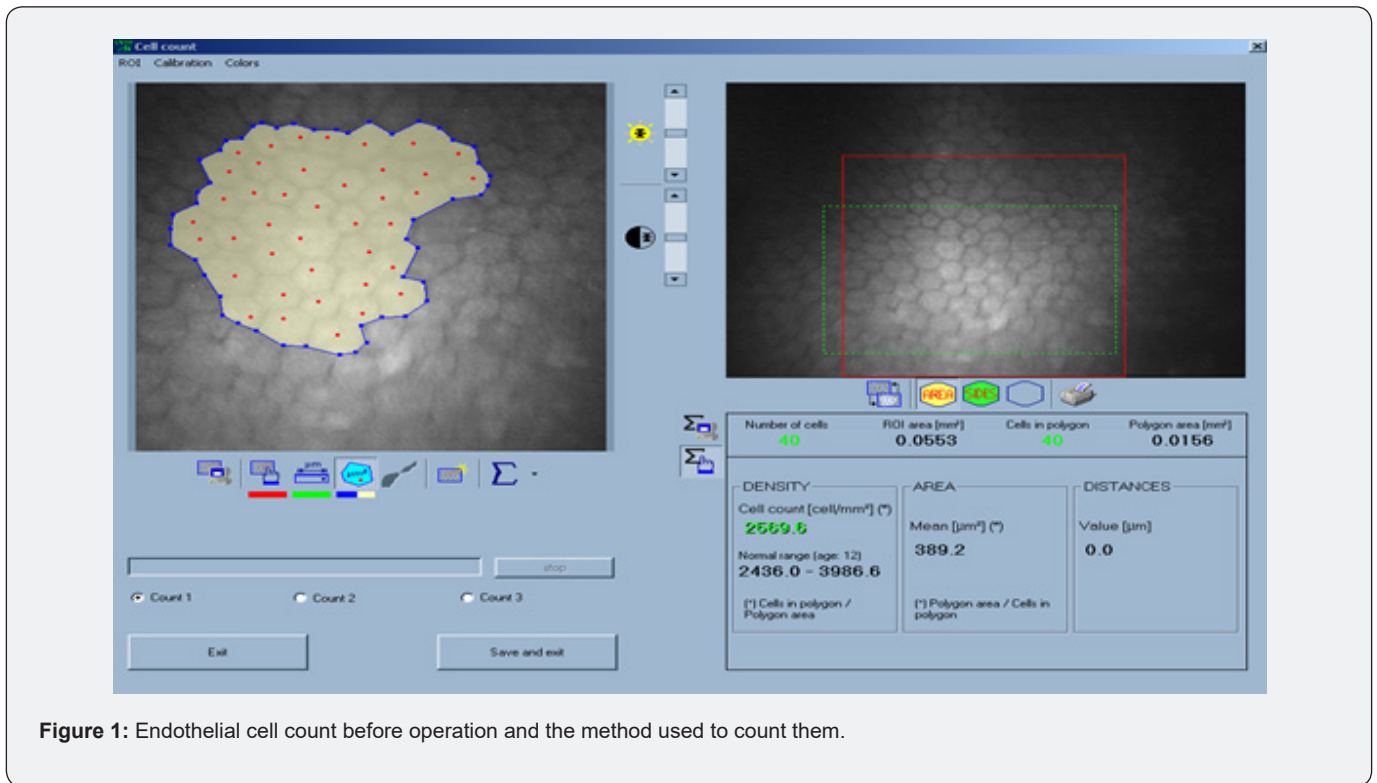 Cell count
ROI Calibration Colors
μm
μm²
AREA
SIDES
Number of cells
40
ROI area [mm²]
0.0553
Cells in polygon
40
Polygon area [mm²]
0.0156
DENSITY
Cell count [cell/mm²] (*)
2569.6
Normal range (age: 12)
2436.0 - 3986.6
(*) Cells in polygon /
Polygon area
AREA
Mean [μm²] (*)
389.2
(*) Polygon area / Cells in
polygon
DISTANCES
Value [μm]
0.0
stop
Count 1
Count 2
Count 3
Exit
Save and exit
Figure 1: Endothelial cell count before operation and the method used to count them.